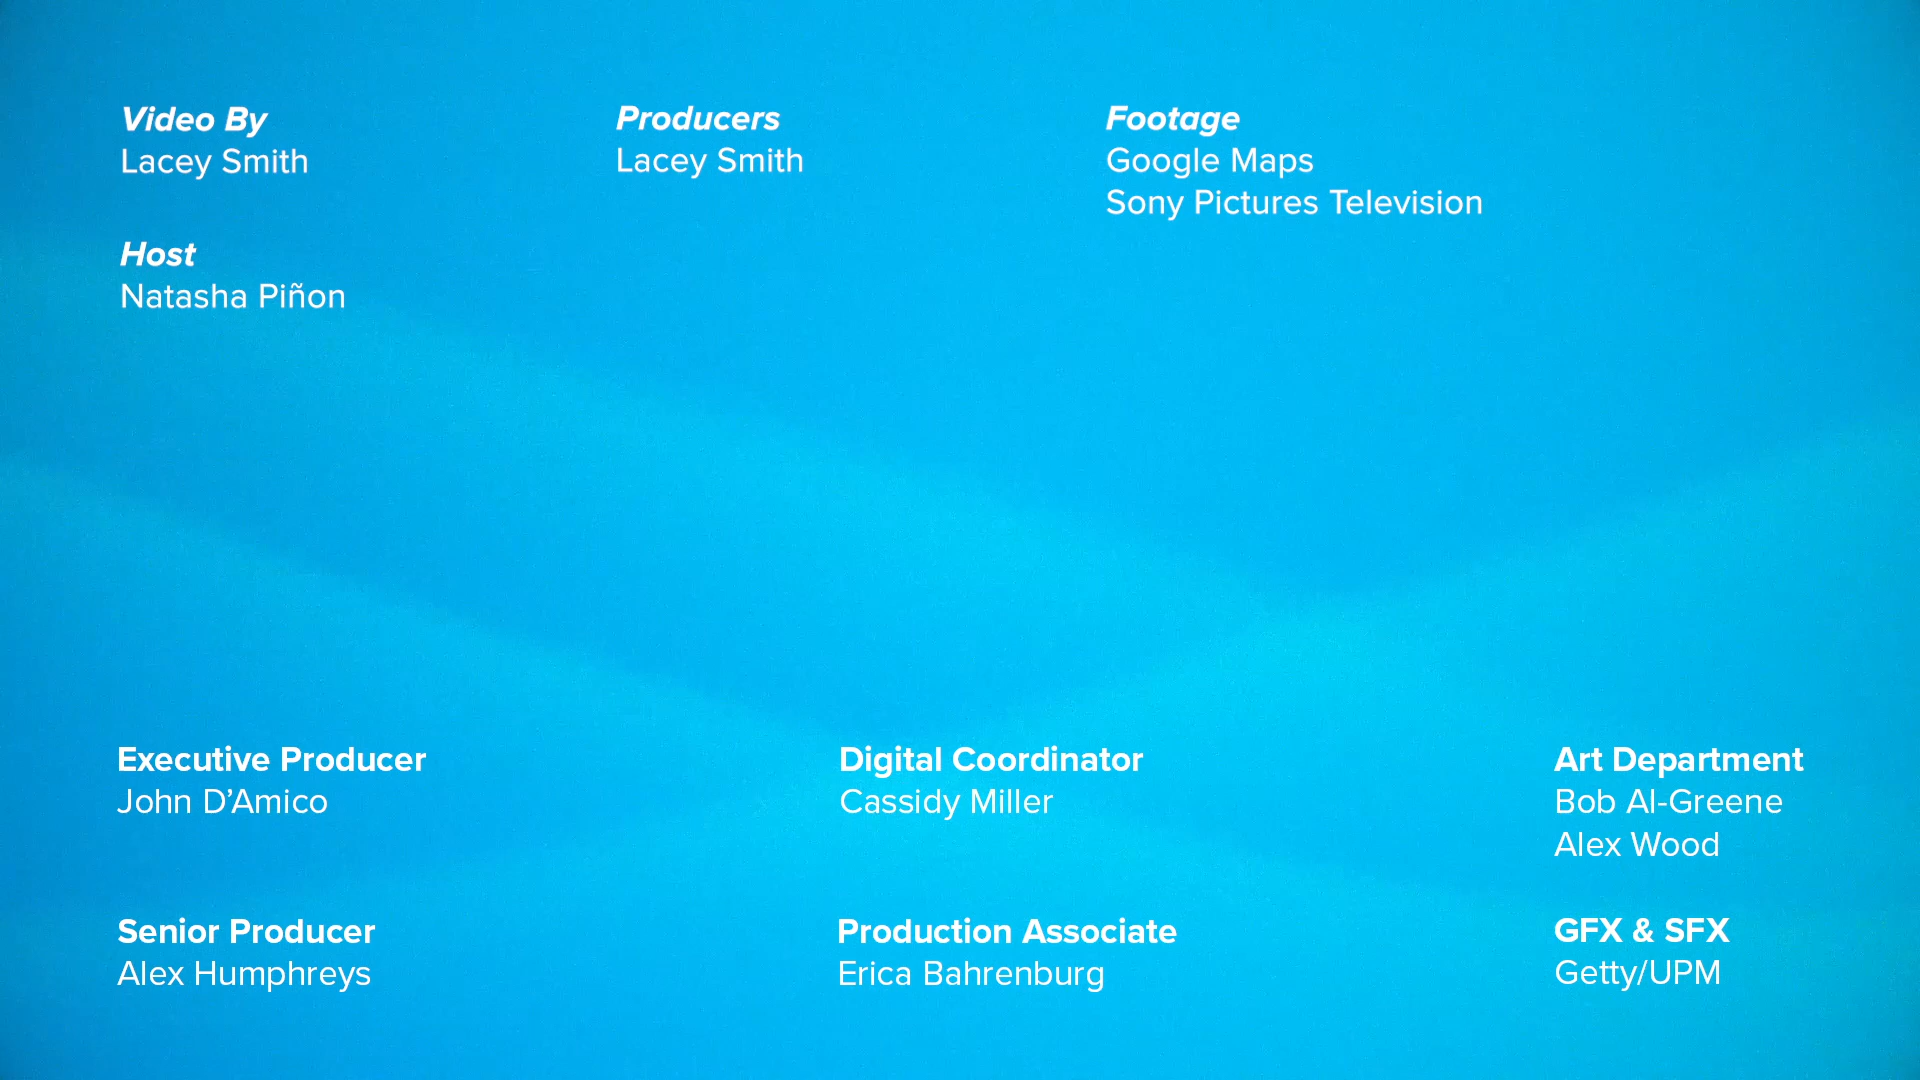 Video By
Lacey Smith
Host
Natasha Piñon
Producers
Lacey Smith
Footage
Google Maps
Sony Pictures Television
Executive Producer
John D’Amico
Senior Producer
Alex Humphreys
Digital Coordinator
Cassidy Miller
Production Associate
Erica Bahrenburg
Art Department
Bob Al-Greene
Alex Wood
GFX & SFX
Getty/UPM